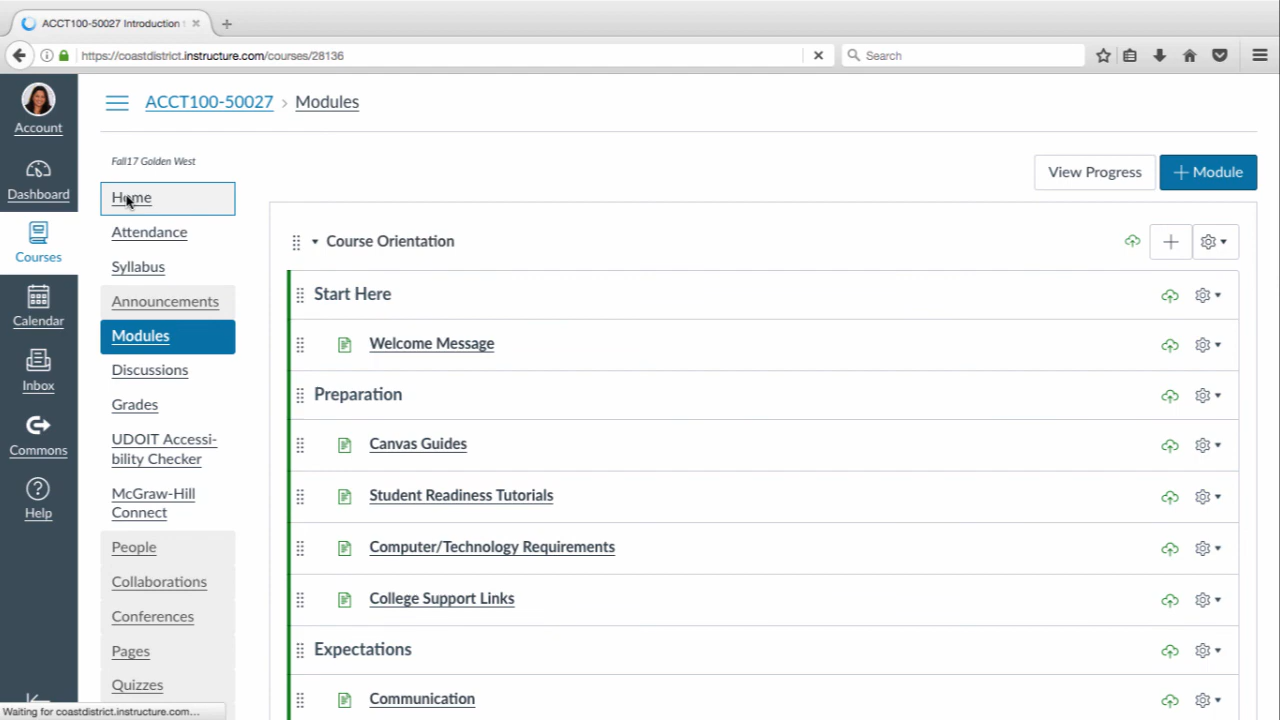 ACCT100-50027 Introduction
https://coastdistrict.instructure.com/courses/28136
Search
Account
Dashboard
Courses
Calendar
Inbox
Commons
Help
ACCT100-50027 > Modules
Fall17 Golden West
Home
Attendance
Syllabus
Announcements
Modules
Discussions
Grades
UDOIT Accessi-
bility Checker
McGraw-Hill
Connect
People
Collaborations
Conferences
Pages
Quizzes
View Progress
+ Module
Course Orientation
Start Here
Welcome Message
Preparation
Canvas Guides
Student Readiness Tutorials
Computer/Technology Requirements
College Support Links
Expectations
Communication
Waiting for coastdistrict.instructure.com...